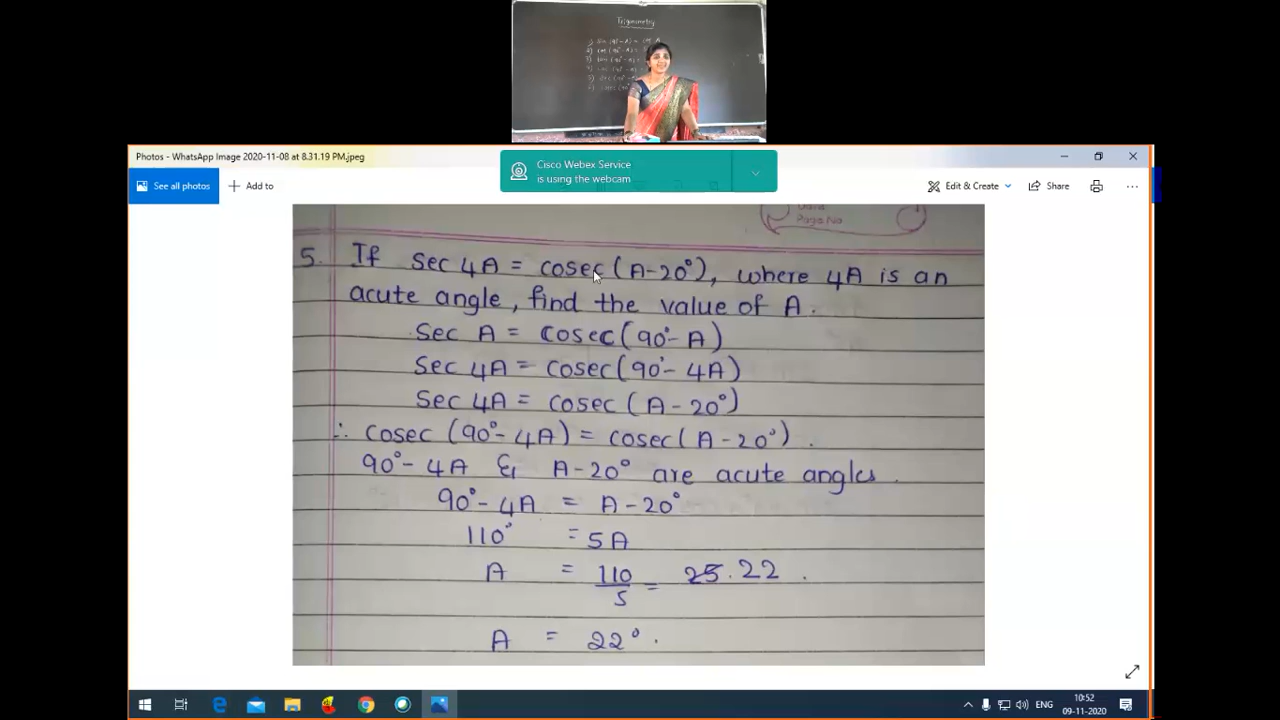 Trigonometry
Photos - WhatsApp Image 2020-11-08 at 8.31.19 PM.jpeg
Cisco Webex Service
is using the webcam
See all photos
Add to
Edit & Create
Share
Page No
5. If Sec 4A = cosec (A-20°), where 4A is an
acute angle, find the value of A.
Sec A = cosec (90°- A)
Sec 4A = cosec (90°- 4A)
Sec 4A = cosec (A - 20°)
∴ cosec (90°- 4A) = cosec (A - 20°).
90°- 4A & A-20° are acute angles.
90°- 4A = A-20°
110° = 5A
A = 110/5 = 25.22.
A = 22°.
10:52
ENG
09-11-2020